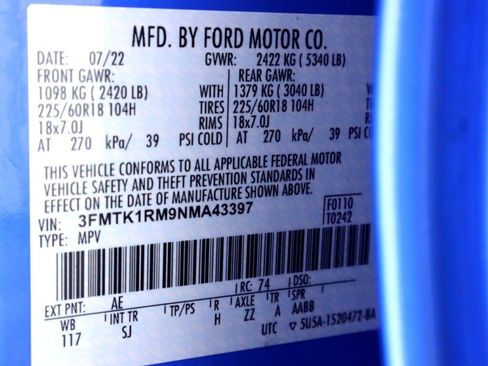 MFD. BY FORD MOTOR CO.
DATE: 07/22 GVWR: 2422 KG ( 5340 LB)
FRONT GAWR: REAR GAWR:
1098 KG ( 2420 LB) WITH 1379 KG ( 3040 LB)
225/60R18 104H TIRES 225/60R18 104H
18x7.0J RIMS 18x7.0J
AT 270 kPa/ 39 PSI COLD AT 270 kPa/ 39
THIS VEHICLE CONFORMS TO ALL APPLICABLE FEDERAL MOTOR
VEHICLE SAFETY AND THEFT PREVENTION STANDARDS IN
EFFECT ON THE DATE OF MANUFACTURE SHOWN ABOVE.
VIN: 3FMTK1RM9NMA43397 F0110
TYPE: MPV T0242
EXT PNT: AE RC: 74 DSO:
WB INT TR TP/PS R AXLE TR SPR
117 SJ H ZZ A AABB
UTC ▽ 5U5A-1520472-BA